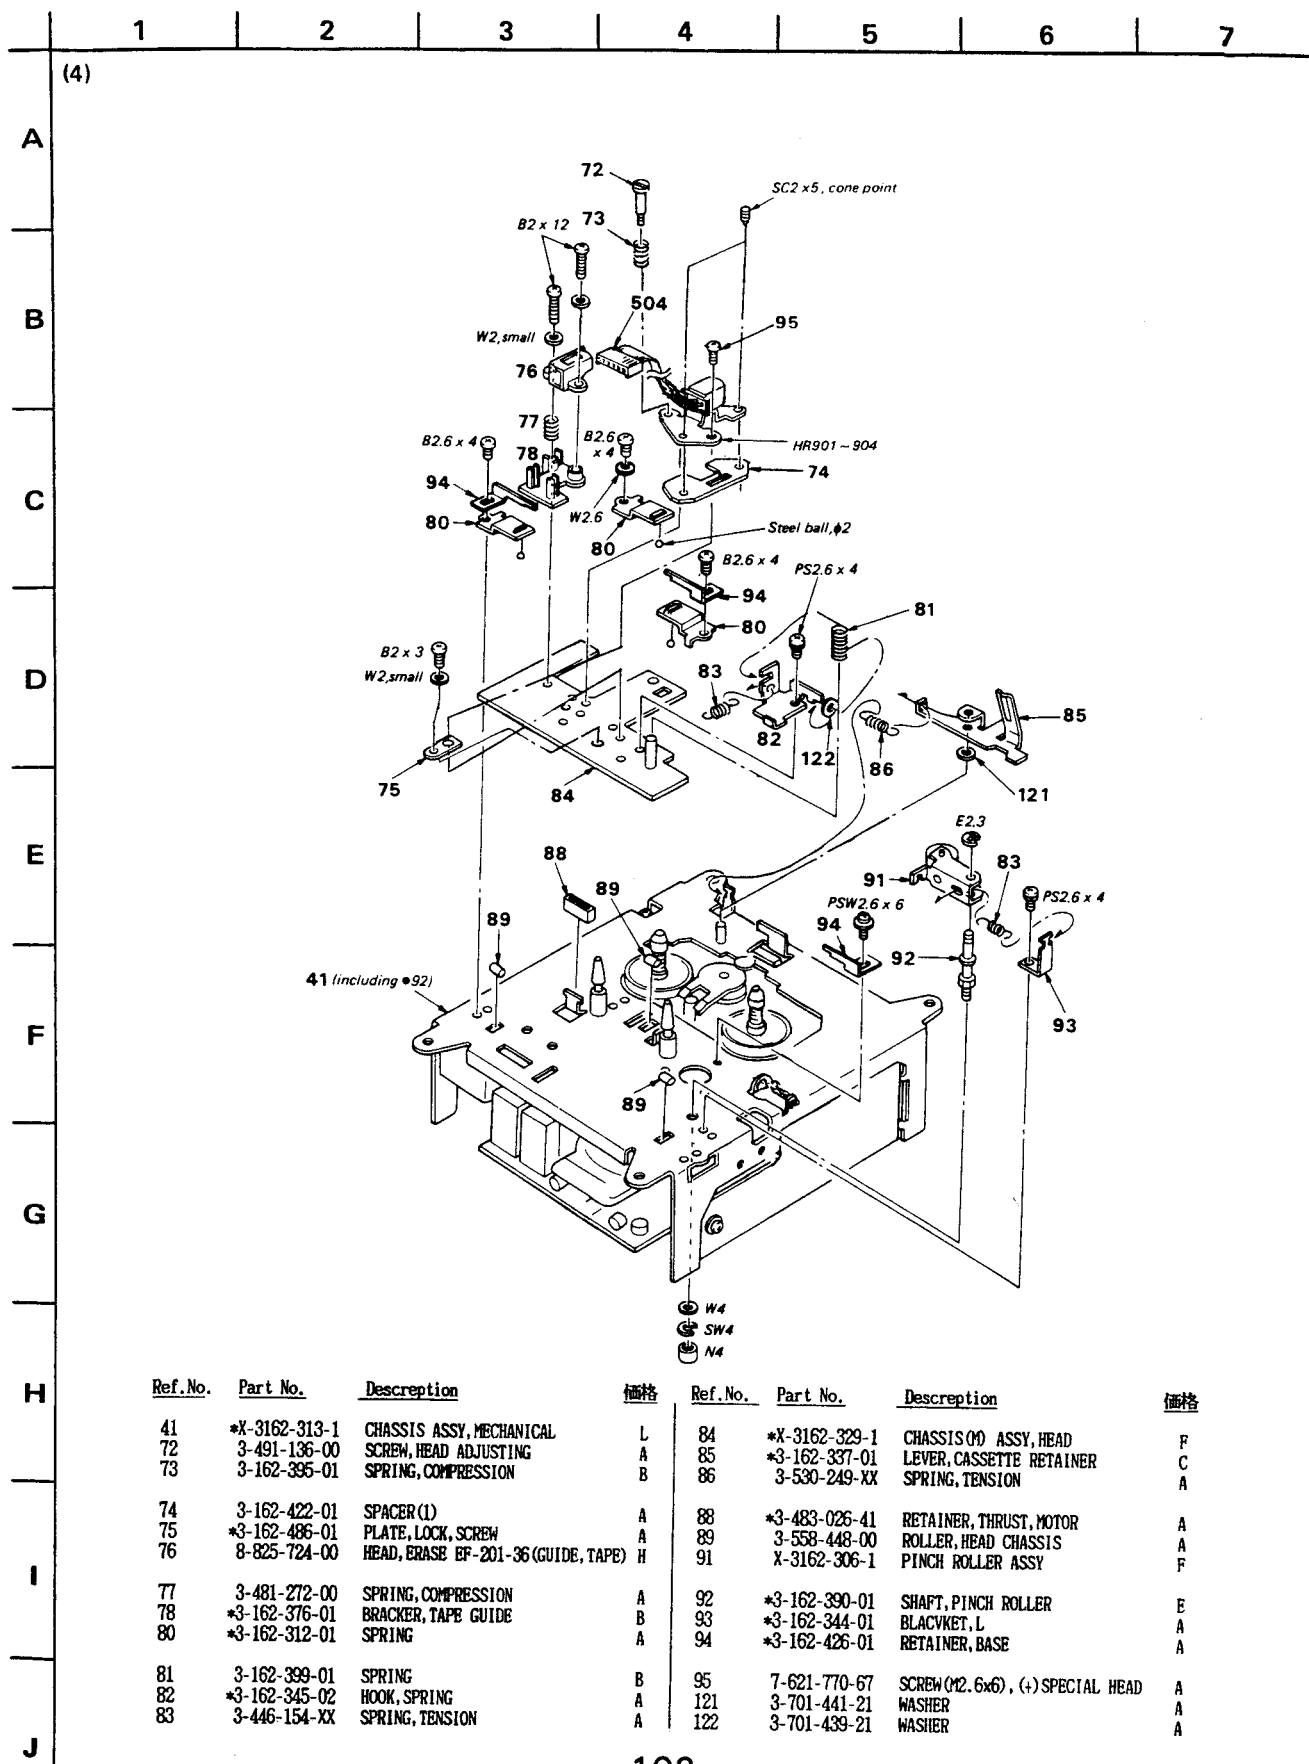 1 2 3 4 5 6 7
(4)
A
72
SC2 x5, cone point
B2 x 12
73
504
B
95
W2,small
76
77
B2.6 x 4
B2.6 x 4
HR901~904
78
74
94
C
W2.6
80
80
Steel ball,ϕ2
B2.6 x 4
PS2.6 x 4
94
81
80
B2 x 3
D
W2,small
83
85
82
122
86
75
84
121
E2.3
E
88
83
89
91
PS2.6 x 4
PSW2.6 x 6
89
94
92
41 (including ●92)
93
F
89
G
W4
SW4
N4
H
Ref.No. Part No. Descreption 価格
41 *X-3162-313-1 CHASSIS ASSY,MECHANICAL L
72 3-491-136-00 SCREW,HEAD ADJUSTING A
73 3-162-395-01 SPRING,COMPRESSION B
74 3-162-422-01 SPACER(1) A
75 *3-162-486-01 PLATE,LOCK,SCREW A
76 8-825-724-00 HEAD,ERASE EF-201-36(GUIDE,TAPE) H
77 3-481-272-00 SPRING,COMPRESSION A
78 *3-162-376-01 BRACKER,TAPE GUIDE B
80 *3-162-312-01 SPRING A
81 3-162-399-01 SPRING B
82 *3-162-345-02 HOOK,SPRING A
83 3-446-154-XX SPRING,TENSION A
Ref.No. Part No. Descreption 価格
84 *X-3162-329-1 CHASSIS(M) ASSY,HEAD F
85 *3-162-337-01 LEVER,CASSETTE RETAINER C
86 3-530-249-XX SPRING,TENSION A
88 *3-483-026-41 RETAINER,THRUST,MOTOR A
89 3-558-448-00 ROLLER,HEAD CHASSIS A
91 X-3162-306-1 PINCH ROLLER ASSY F
92 *3-162-390-01 SHAFT,PINCH ROLLER E
93 *3-162-344-01 BLACVKET,L A
94 *3-162-426-01 RETAINER,BASE A
95 7-621-770-67 SCREW(M2.6x6),(+)SPECIAL HEAD A
121 3-701-441-21 WASHER A
122 3-701-439-21 WASHER A
I
J